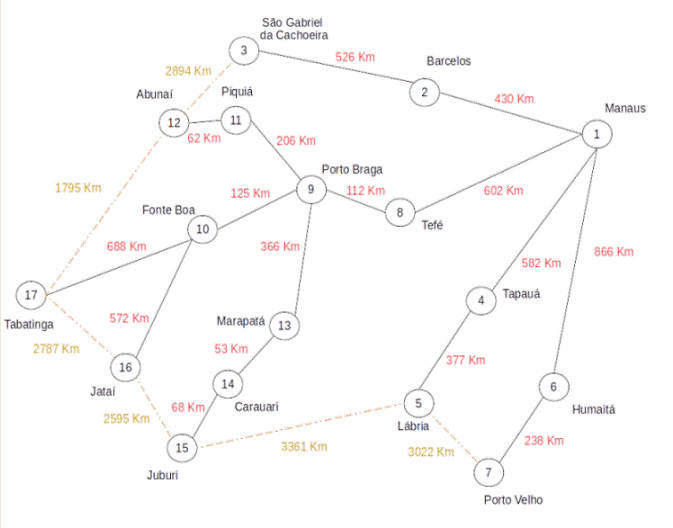 São Gabriel
da Cachoeira
3
526 Km
Barcelos
2
2894 Km
Abunaí
Piquiá
430 Km
Manaus
12
11
62 Km
206 Km
1
Porto Braga
1795 Km
125 Km
9
112 Km
602 Km
Fonte Boa
8
Tefé
10
688 Km
366 Km
866 Km
582 Km
17
Tabatinga
4
Tapauá
572 Km
Marapatá
13
2787 Km
53 Km
377 Km
16
Jataí
14
Carauari
6
Humaitá
68 Km
5
Lábria
2595 Km
15
Juburi
3361 Km
3022 Km
238 Km
7
Porto Velho